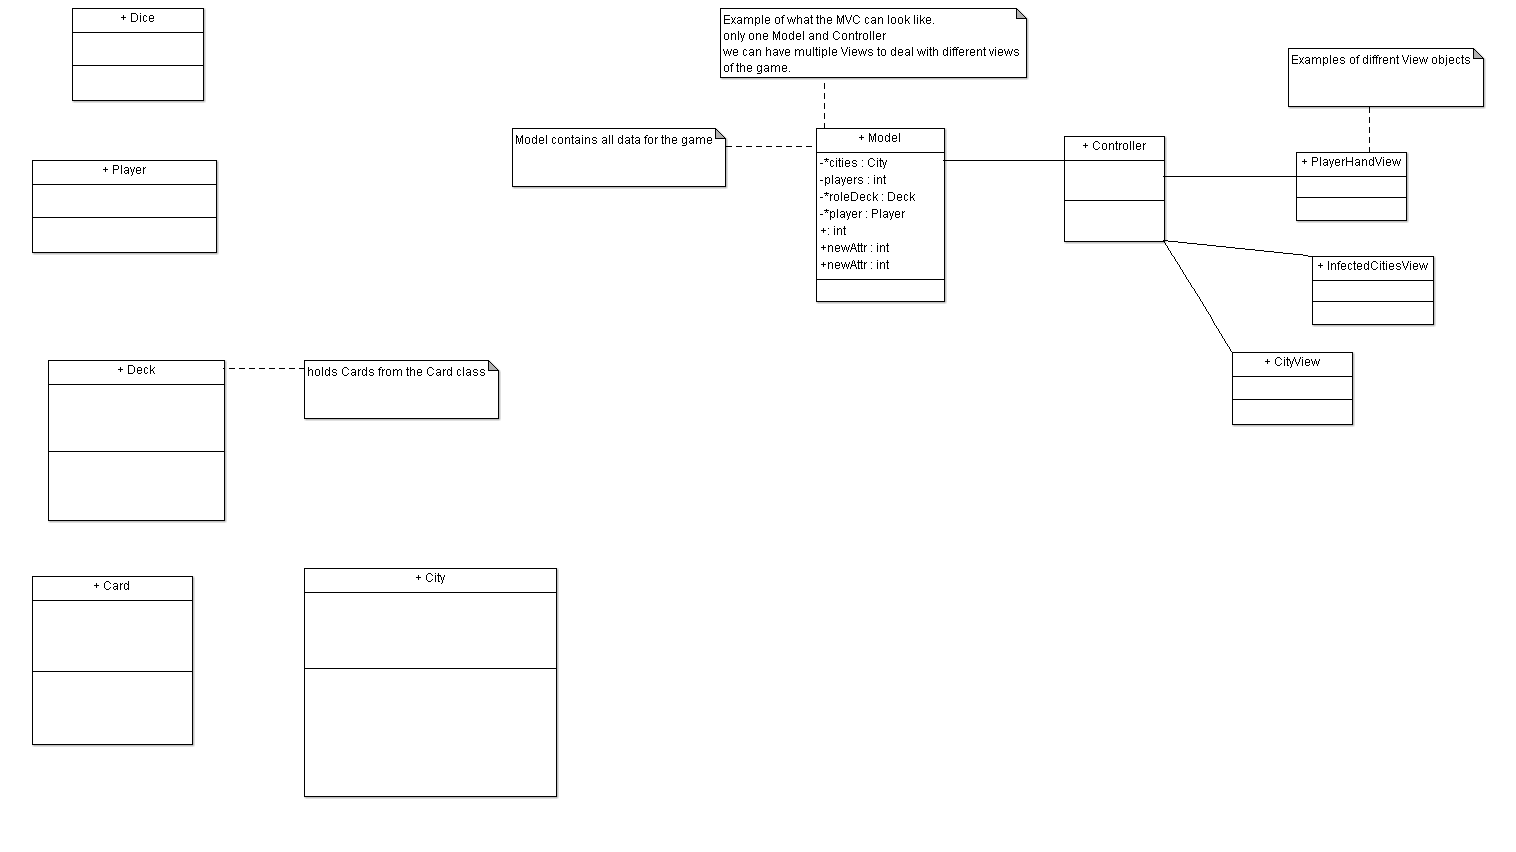 + Dice
Example of what the MVC can look like.
only one Model and Controller
we can have multiple Views to deal with different views
of the game.
Examples of diffrent View objects
Model contains all data for the game
+ Model
-*cities : City
-players : int
-*roleDeck : Deck
-*player : Player
+: int
+newAttr : int
+newAttr : int
+ Controller
+ PlayerHandView
+ Player
+ InfectedCitiesView
+ CityView
+ Deck
holds Cards from the Card class
+ Card
+ City